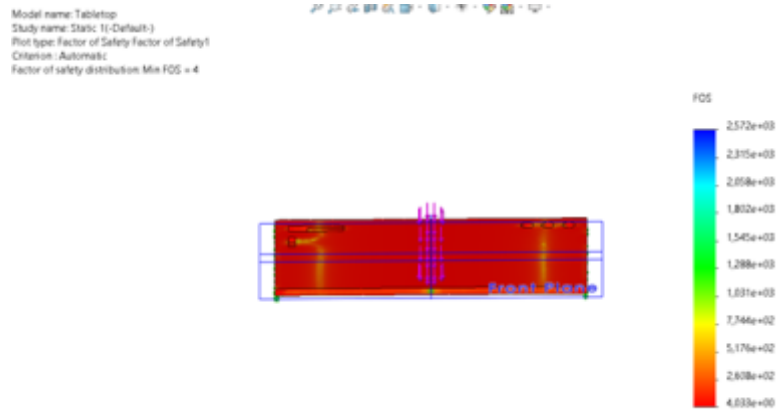 Model name: Tabletop
Study name: Static 1(-Default-)
Plot type: Factor of Safety Factor of Safety1
Criterion : Automatic
Factor of safety distribution: Min FOS = 4
FOS
2,572e+03
2,315e+03
2,058e+03
1,802e+03
1,545e+03
1,288e+03
1,031e+03
7,744e+02
5,176e+02
2,608e+02
4,033e+00
Front Plane